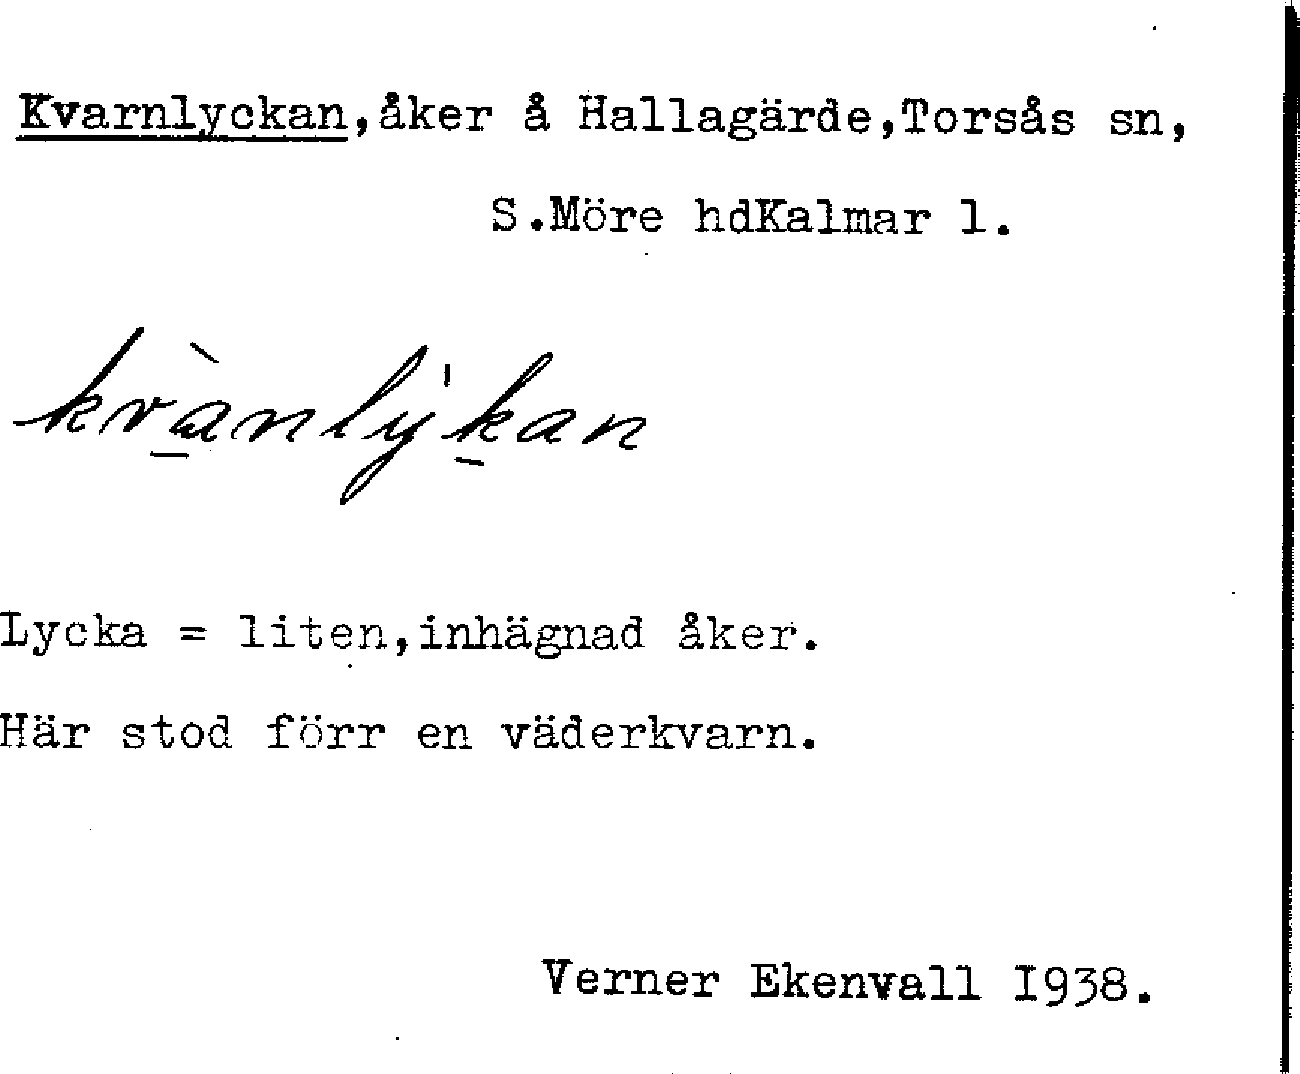 Kvarnlyckan,åker å Hallagärde,Torsås sn,
S.Möre hdKalmar l.
kvànly'kan
Lycka = liten,inhägnad åker.
Här stod förr en väderkvarn.
Verner Ekenvall I938.